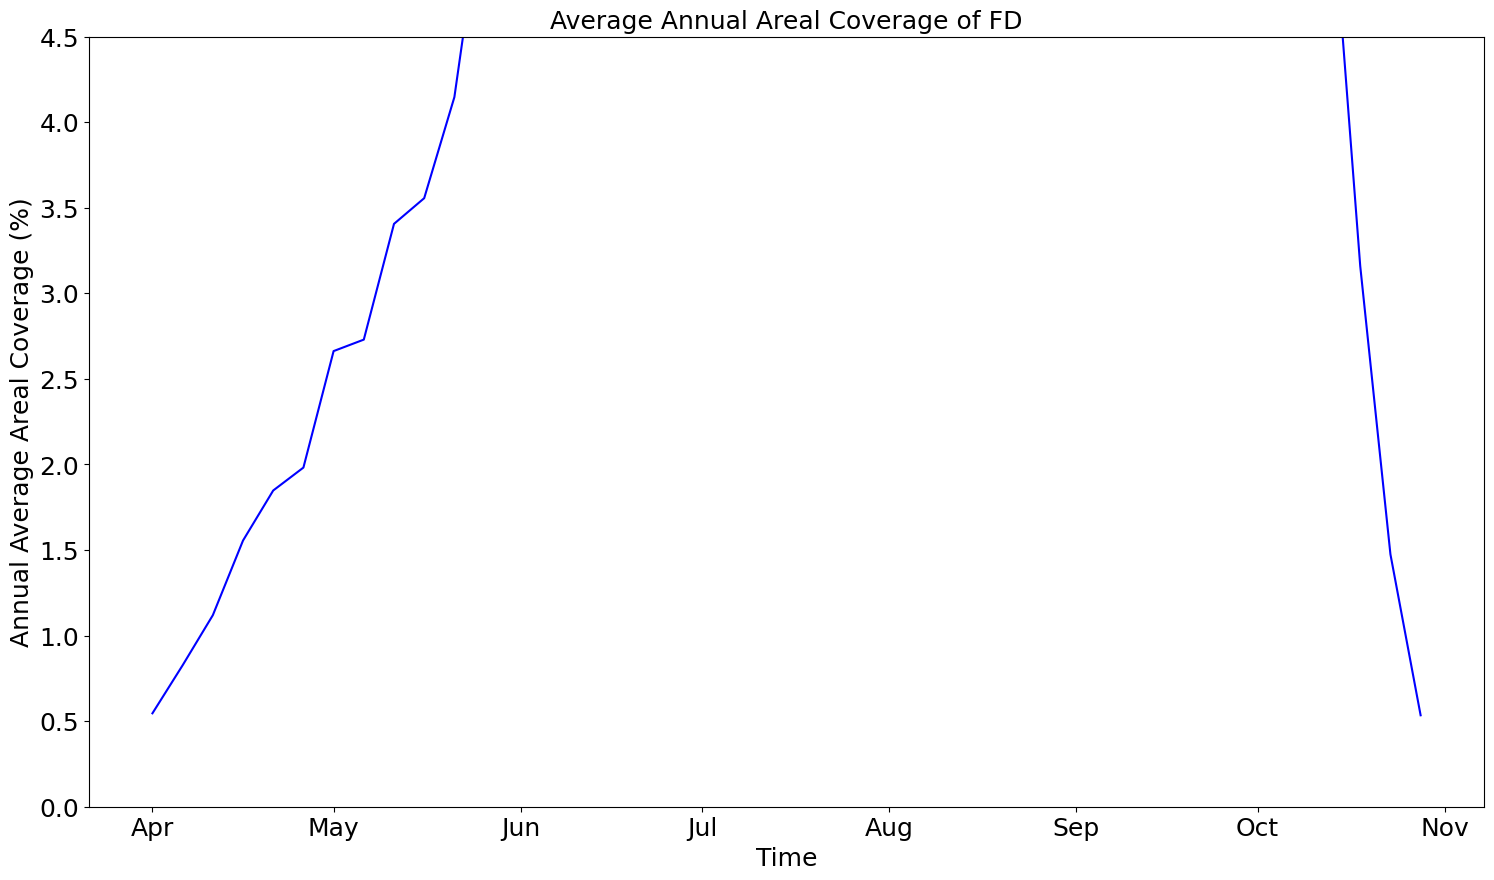 Average Annual Areal Coverage of FD
Annual Average Areal Coverage (%)
4.5
4.0
3.5
3.0
2.5
2.0
1.5
1.0
0.5
0.0
Apr May Jun Jul Aug Sep Oct Nov
Time